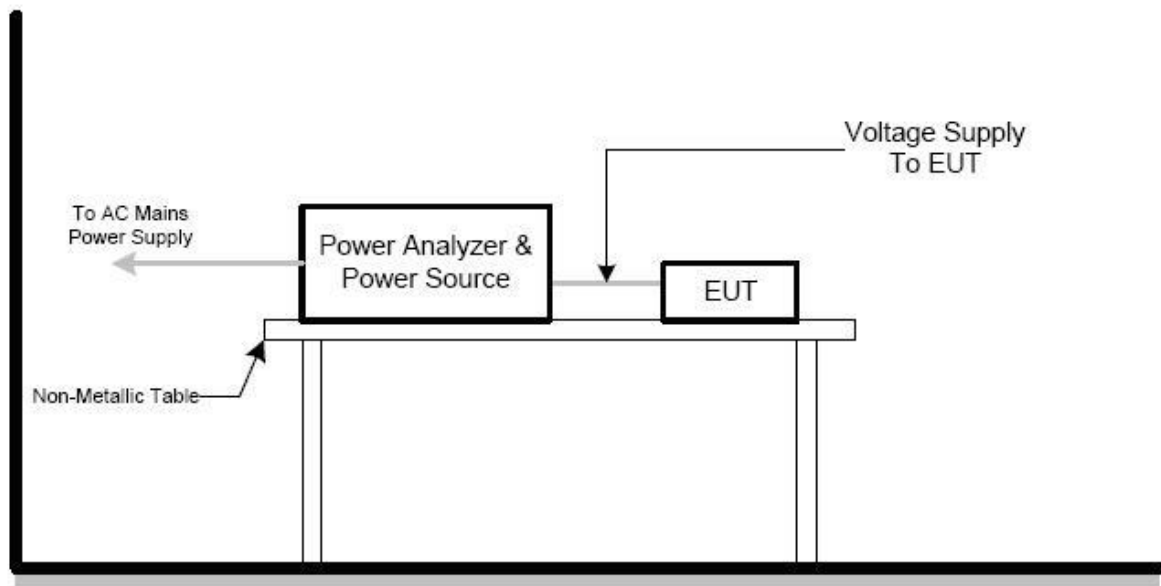 Voltage Supply
To EUT
To AC Mains
Power Supply
Power Analyzer &
Power Source
EUT
Non-Metallic Table